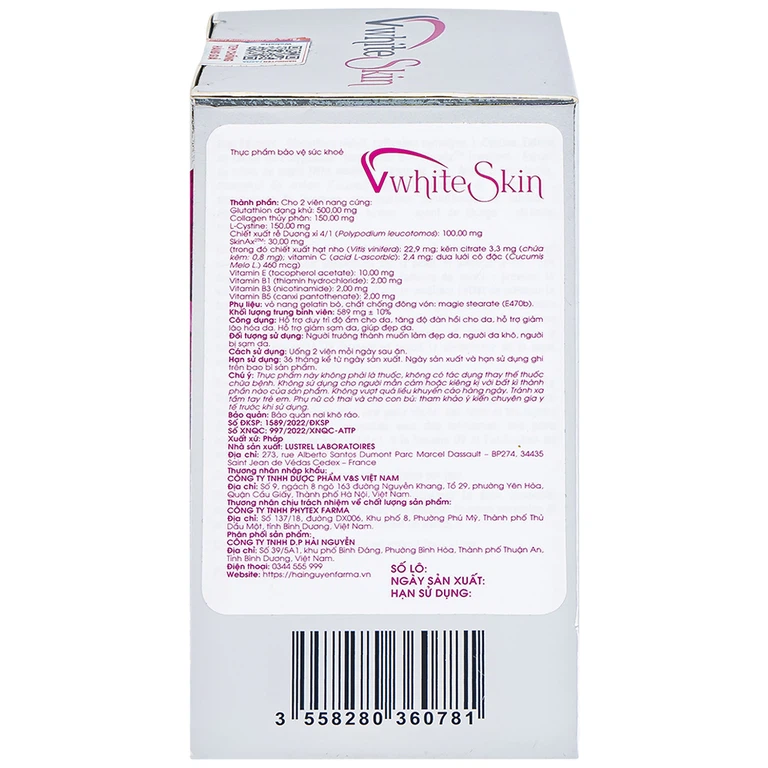 VwhiteSkin
Thực phẩm bảo vệ sức khoẻ
VwhiteSkin
Thành phần: Cho 2 viên nang cứng:
Glutathion dạng khử: 500,00 mg
Collagen thủy phân: 150,00 mg
L-Cystine: 150,00 mg
Chiết xuất rễ Dương xỉ 4/1 (Polypodium leucotomos): 100,00 mg
SkinAx²™: 30,00 mg
(trong đó chiết xuất hạt nho (Vitis vinifera): 22,9 mg; kẽm citrate 3,3 mg (chứa
kẽm: 0,8 mg); vitamin C (acid L-ascorbic): 2,4 mg; dưa lưới cô đặc (Cucumis
Melo L.) 460 mcg)
Vitamin E (tocopherol acetate): 10,00 mg
Vitamin B1 (thiamin hydrochloride): 2,00 mg
Vitamin B3 (nicotinamide): 2,00 mg
Vitamin B5 (canxi pantothenate): 2,00 mg
Phụ liệu: vỏ nang gelatin bò, chất chống đông vón: magie stearate (E470b).
Khối lượng trung bình viên: 589 mg ± 10%
Công dụng: Hỗ trợ duy trì độ ẩm cho da, tăng độ đàn hồi cho da, hỗ trợ giảm
lão hóa da. Hỗ trợ giảm sạm da, giúp đẹp da.
Đối tượng sử dụng: Người trưởng thành muốn làm đẹp da, người da khô, người
bị sạm da.
Cách sử dụng: Uống 2 viên mỗi ngày sau ăn.
Hạn sử dụng: 36 tháng kể từ ngày sản xuất. Ngày sản xuất và hạn sử dụng ghi
trên bao bì sản phẩm.
Chú ý: Thực phẩm này không phải là thuốc, không có tác dụng thay thế thuốc
chữa bệnh. Không sử dụng cho người mẫn cảm hoặc kiêng kị với bất kì thành
phần nào của sản phẩm. Không vượt quá liều khuyến cáo hàng ngày. Tránh xa
tầm tay trẻ em. Phụ nữ có thai và cho con bú: tham khảo ý kiến chuyên gia y
tế trước khi sử dụng.
Bảo quản: Bảo quản nơi khô ráo.
Số ĐKSP: 1589/2022/ĐKSP
Số XNQC: 997/2022/XNQC-ATTP
Xuất xứ: Pháp
Nhà sản xuất: LUSTREL LABORATOIRES
Địa chỉ: 273, rue Alberto Santos Dumont Parc Marcel Dassault – BP274, 34435
Saint Jean de Védas Cedex – France
Thương nhân nhập khẩu:
CÔNG TY TNHH DƯỢC PHẨM V&S VIỆT NAM
Địa chỉ: Số 9, ngách 8 ngõ 163 đường Nguyễn Khang, Tổ 29, phường Yên Hòa,
Quận Cầu Giấy, Thành phố Hà Nội, Việt Nam.
Thương nhân chịu trách nhiệm về chất lượng sản phẩm:
CÔNG TY TNHH PHYTEX FARMA
Địa chỉ: Số 137/18, đường DX006, Khu phố 8, Phường Phú Mỹ, Thành phố Thủ
Dầu Một, tỉnh Bình Dương, Việt Nam.
Phân phối sản phẩm:
CÔNG TY TNHH D.P HẢI NGUYÊN
Địa chỉ: Số 39/5A1, khu phố Bình Đáng, Phường Bình Hòa, Thành phố Thuận An,
Tỉnh Bình Dương, Việt Nam.
Điện thoại: 0344 555 999
Website: https://hainguyenfarma.vn
SỐ LÔ:
NGÀY SẢN XUẤT:
HẠN SỬ DỤNG:
3 558280 360781